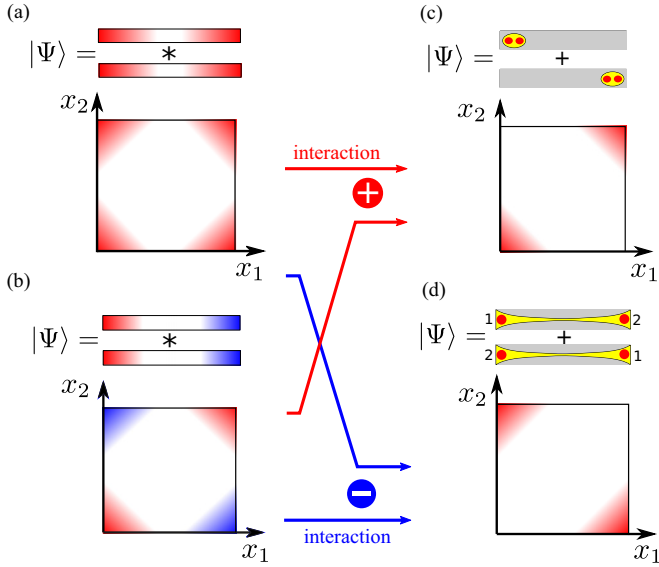 (a)
|Ψ⟩ =
*
x₂
x₁
(b)
|Ψ⟩ =
*
x₂
x₁
interaction
+
−
interaction
(c)
|Ψ⟩ =
+
x₂
x₁
(d)
|Ψ⟩ =
1 2
+
2 1
x₂
x₁